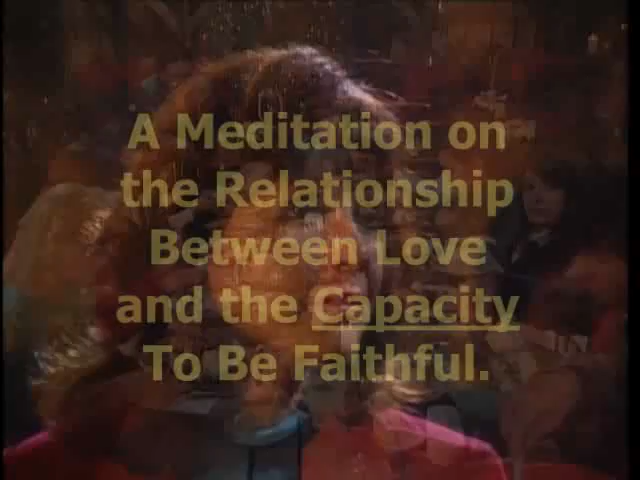 A Meditation on
the Relationship
Between Love
and the Capacity
To Be Faithful.